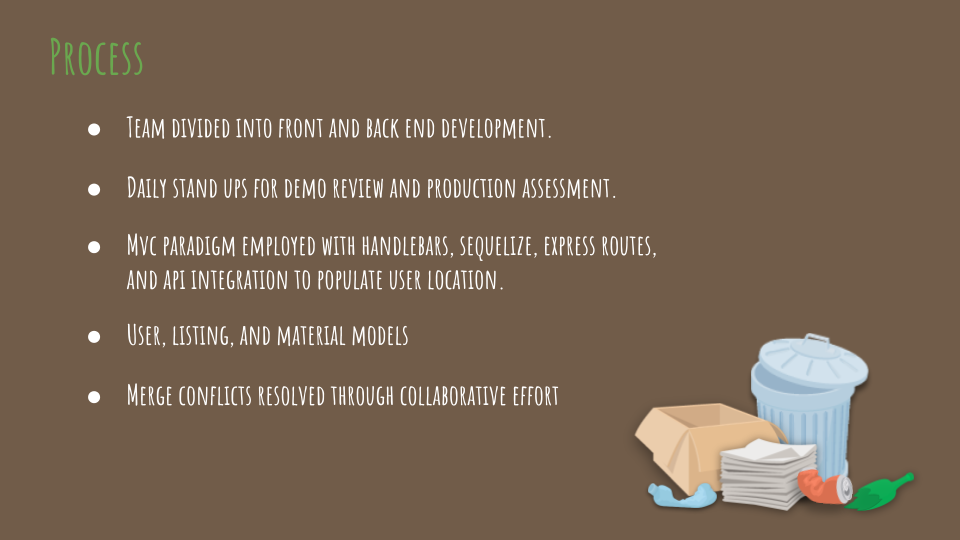 Process
● Team divided into front and back end development.
● Daily stand ups for demo review and production assessment.
● Mvc paradigm employed with handlebars, sequelize, express routes,
and api integration to populate user location.
● User, listing, and material models
● Merge conflicts resolved through collaborative effort